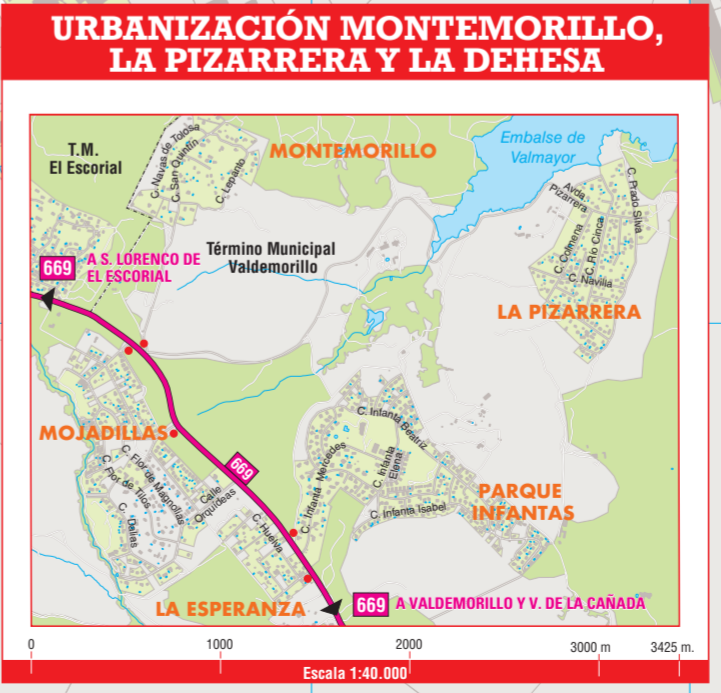 URBANIZACIÓN MONTEMORILLO,
LA PIZARRERA Y LA DEHESA
T.M.
El Escorial
C. Navas de Tolosa
C. San Quintín
C. Lepanto
MONTEMORILLO
Embalse de
Valmayor
Avda.
Pizarrera
C. Prado Silva
C. Colmena
C. Río Cinca
C. Navilla
LA PIZARRERA
Término Municipal
Valdemorillo
669
A S. LORENCO DE
EL ESCORIAL
MOJADILLAS
C. Flor de Magnolias
C. Flor de Tilos
C. Dalias
Calle
Orquídeas
669
C. Huelva
C. Infanta Mercedes
C. Infanta Beatriz
C. Infanta
Elena
C. Infanta Isabel
PARQUE
INFANTAS
LA ESPERANZA
669
A VALDEMORILLO Y V. DE LA CAÑADA
0
1000
2000
3000 m
3425 m.
Escala 1:40.000